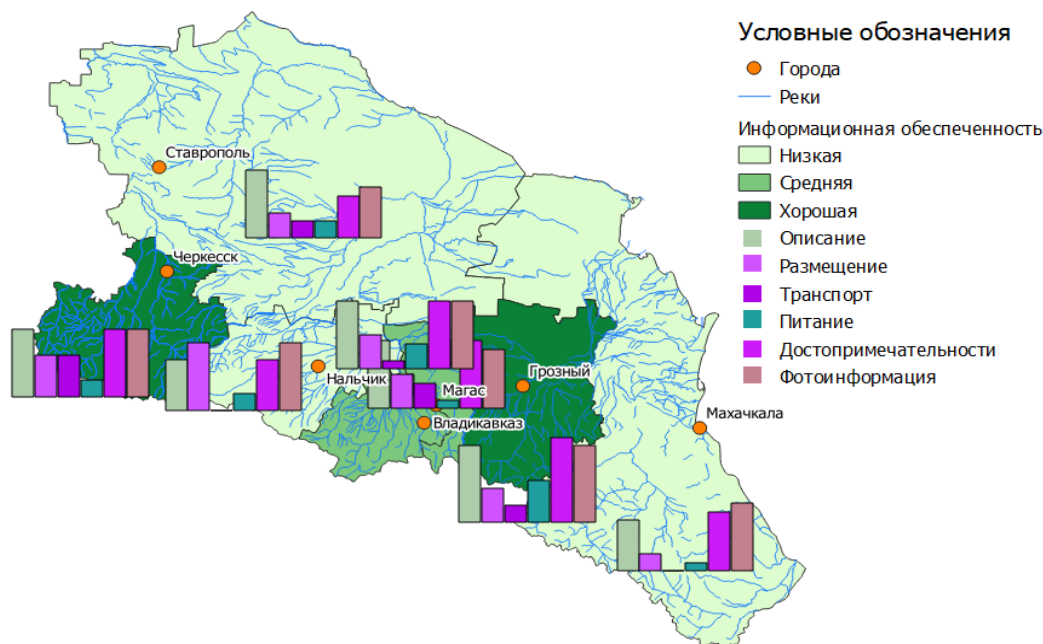 Условные обозначения
Города
Реки
Информационная обеспеченность
Низкая
Средняя
Хорошая
Описание
Размещение
Транспорт
Питание
Достопримечательности
Фотоинформация
Ставрополь
Черкесск
Нальчик
Магас
Грозный
Владикавказ
Махачкала